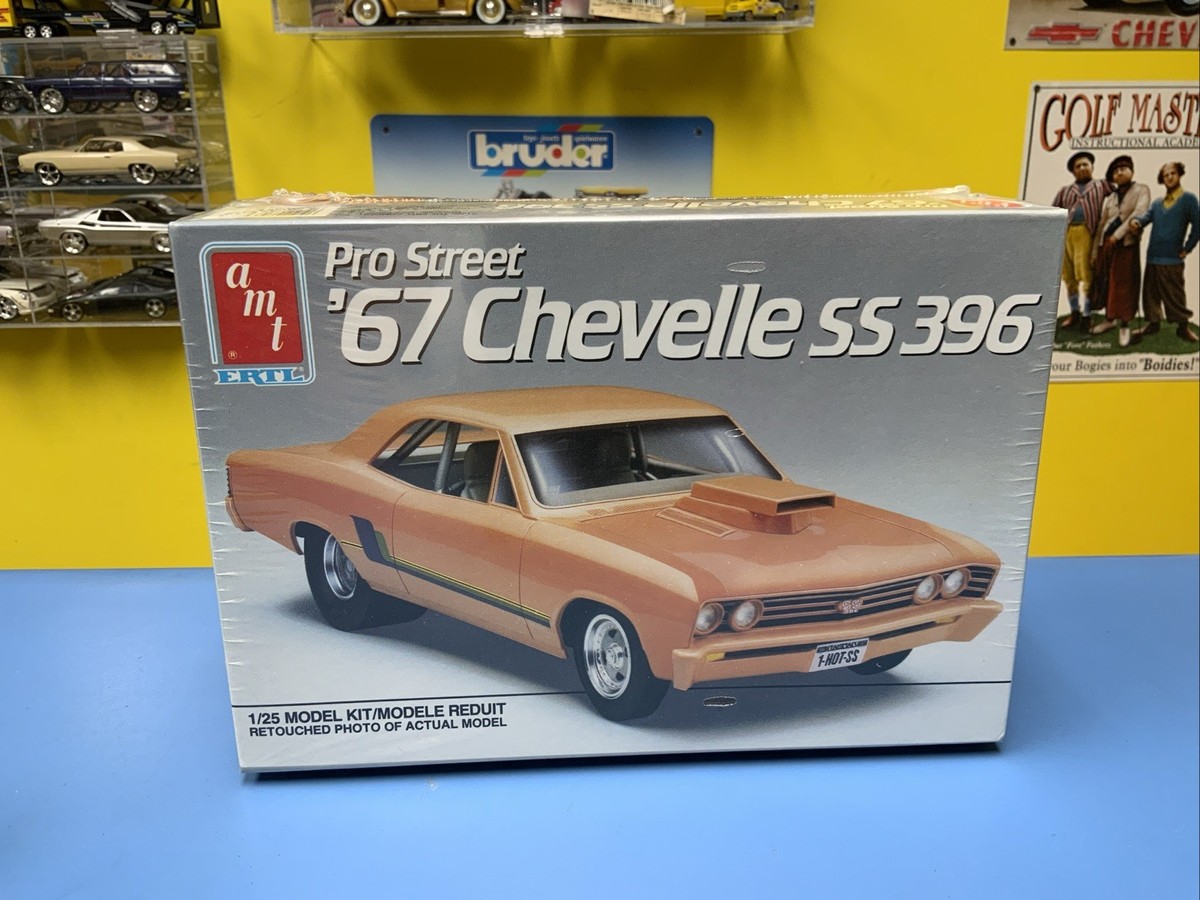 CHEV
GOLF MAST
INSTRUCTIONAL ACADE
our Bogies into "Boidies!"
bruder
amt
®
ERTL
Pro Street
'67 Chevelle SS 396
1-HOT-SS
1/25 MODEL KIT/MODELE REDUIT
RETOUCHED PHOTO OF ACTUAL MODEL